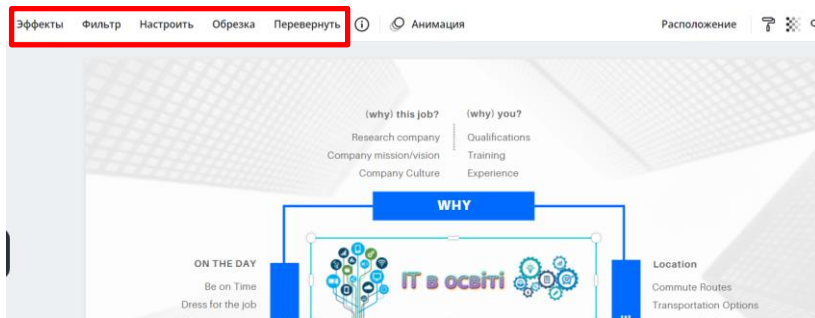 Эффекты Фильтр Настроить Обрезка Перевернуть Анимация Расположение
(why) this job? (why) you?
Research company Qualifications
Company mission/vision Training
Company Culture Experience
WHY
ON THE DAY Location
IT в освіті
Be on Time Commute Routes
Dress for the job Transportation Options